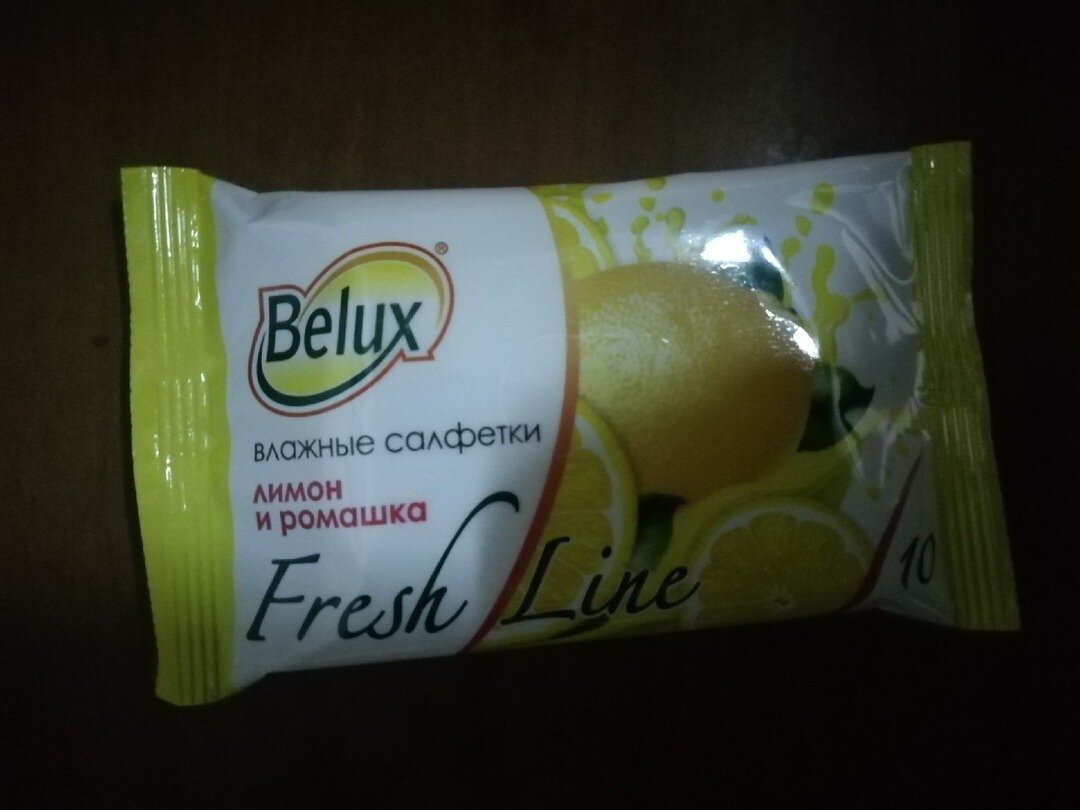 Belux®
влажные салфетки
лимон
и ромашка
Fresh Line
10